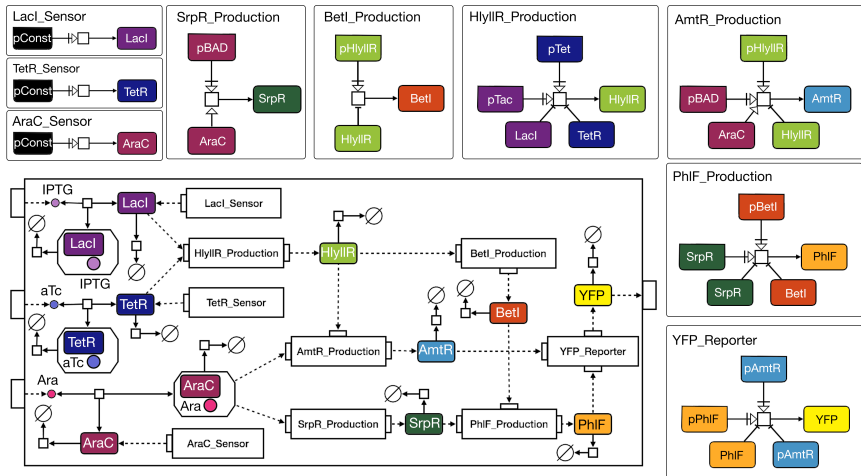 LacI_Sensor
pConst
LacI
TetR_Sensor
pConst
TetR
AraC_Sensor
pConst
AraC
SrpR_Production
pBAD
SrpR
AraC
BetI_Production
pHlyIIR
BetI
HlyIIR
HlyIIR_Production
pTet
pTac
HlyIIR
LacI
TetR
AmtR_Production
pHlyIIR
pBAD
AmtR
AraC
HlyIIR
PhlF_Production
pBetI
SrpR
PhlF
SrpR
BetI
YFP_Reporter
pAmtR
pPhlF
YFP
PhlF
pAmtR
IPTG
LacI
LacI_Sensor
LacI
IPTG
HlyIIR_Production
HlyIIR
BetI_Production
aTc
TetR
TetR_Sensor
YFP
BetI
TetR
aTc
AmtR_Production
AmtR
YFP_Reporter
Ara
AraC
Ara
SrpR_Production
SrpR
PhlF_Production
PhlF
AraC
AraC_Sensor